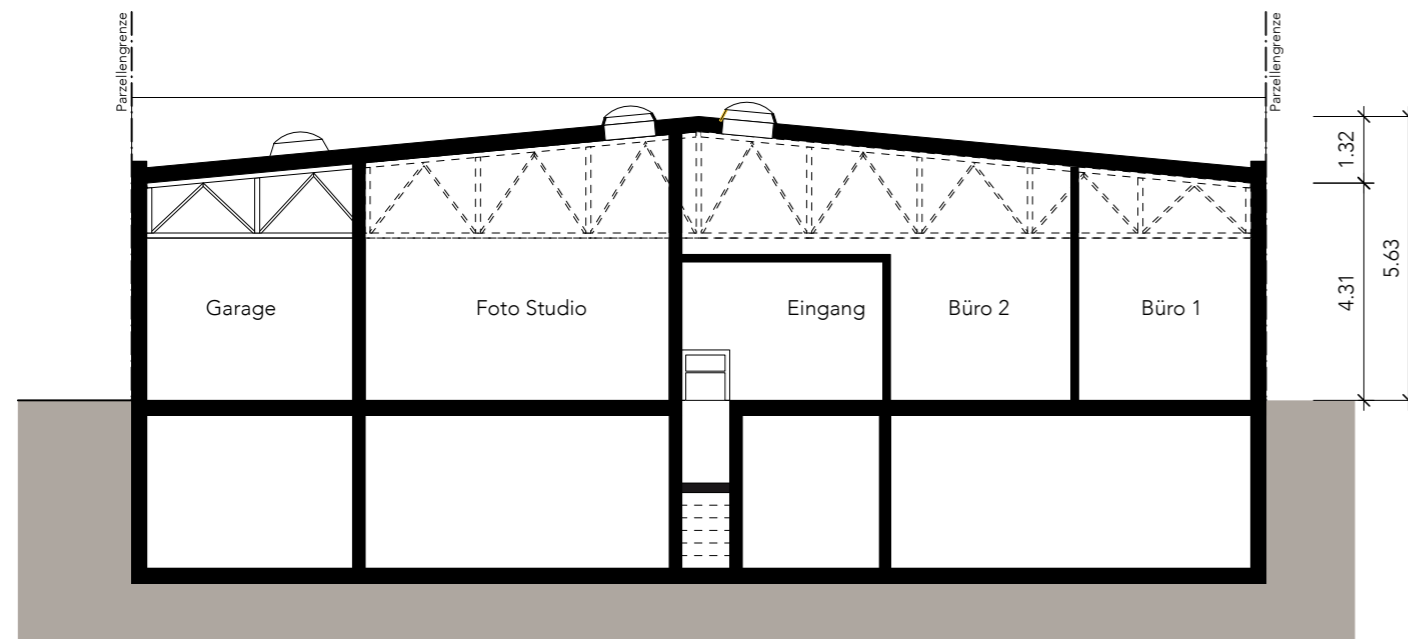 Parzellengrenze
Parzellengrenze
1.32
5.63
4.31
Garage
Foto Studio
Eingang
Büro 2
Büro 1